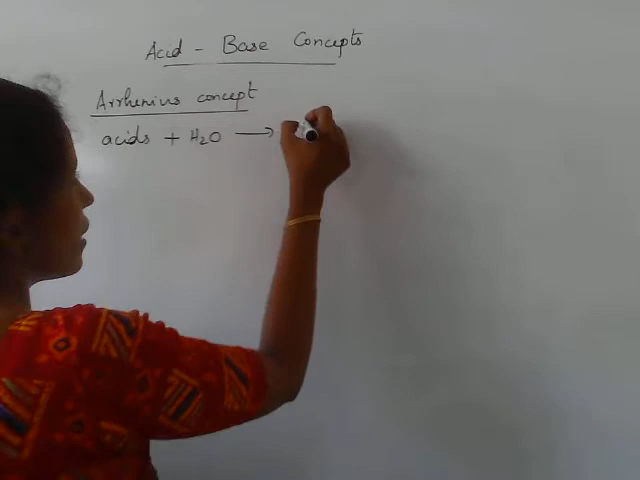 Acid - Base Concepts
Arrhenius concept
acids + H₂O →